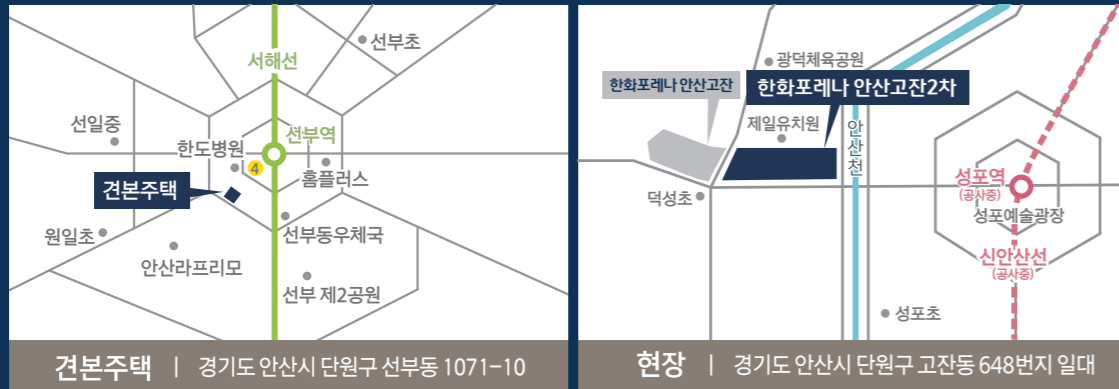 서해선
선부초
선일중
선부역
한도병원
4
홈플러스
견본주택
원일초
선부동우체국
안산라프리모
선부 제2공원
견본주택 | 경기도 안산시 단원구 선부동 1071-10
광덕체육공원
한화포레나 안산고잔
한화포레나 안산고잔2차
제일유치원
안산천
덕성초
성포역
(공사중)
성포예술광장
신안산선
(공사중)
성포초
현장 | 경기도 안산시 단원구 고잔동 648번지 일대